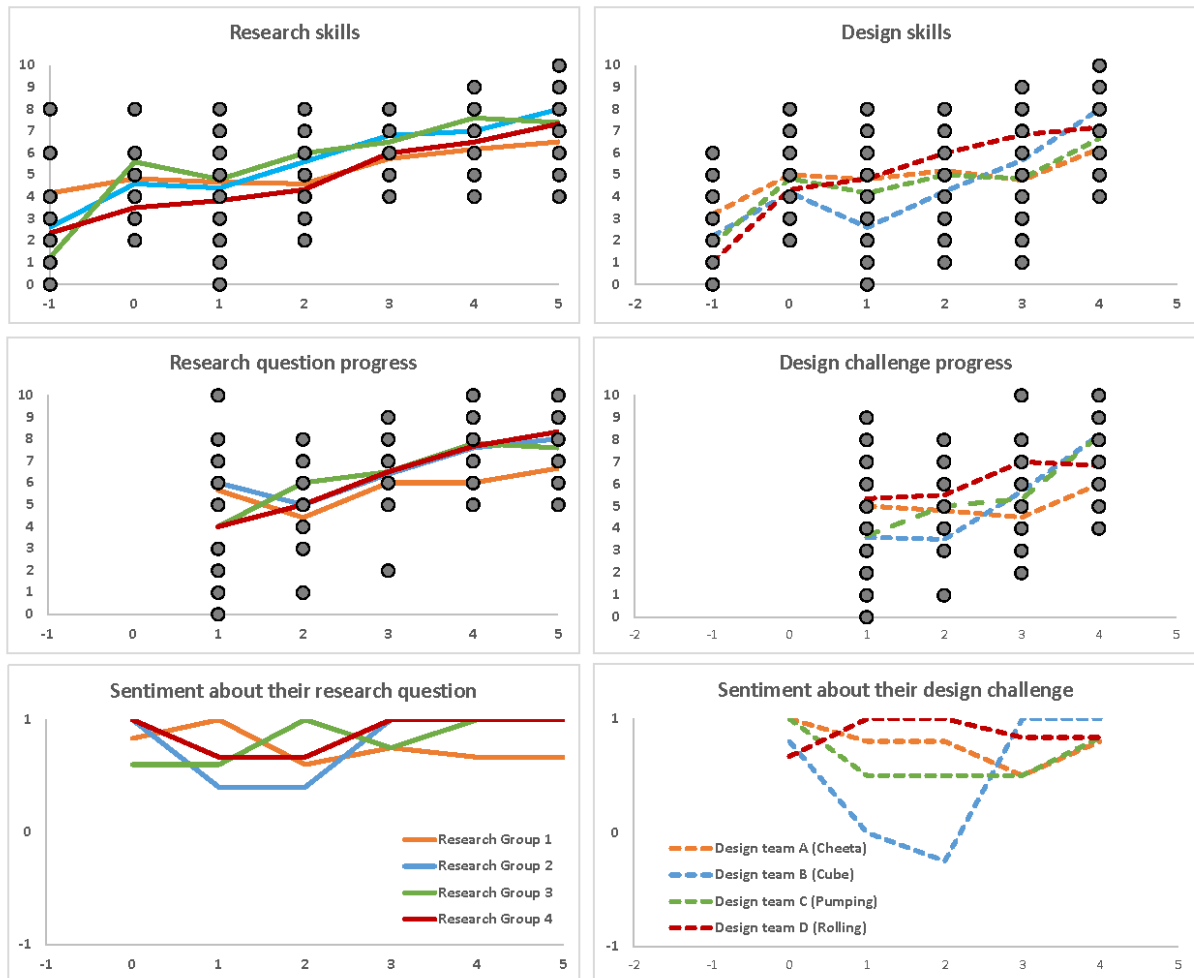 Research skills
10
9
8
7
6
5
4
3
2
1
0
-1 0 1 2 3 4 5
Design skills
10
9
8
7
6
5
4
3
2
1
0
-2 -1 0 1 2 3 4 5
Research question progress
10
9
8
7
6
5
4
3
2
1
0
-1 0 1 2 3 4 5
Design challenge progress
10
9
8
7
6
5
4
3
2
1
0
-2 -1 0 1 2 3 4 5
Sentiment about their research question
1
0
-1
Research Group 1
Research Group 2
Research Group 3
Research Group 4
-1 0 1 2 3 4 5
Sentiment about their design challenge
1
0
-1
Design team A (Cheeta)
Design team B (Cube)
Design team C (Pumping)
Design team D (Rolling)
-2 -1 0 1 2 3 4 5